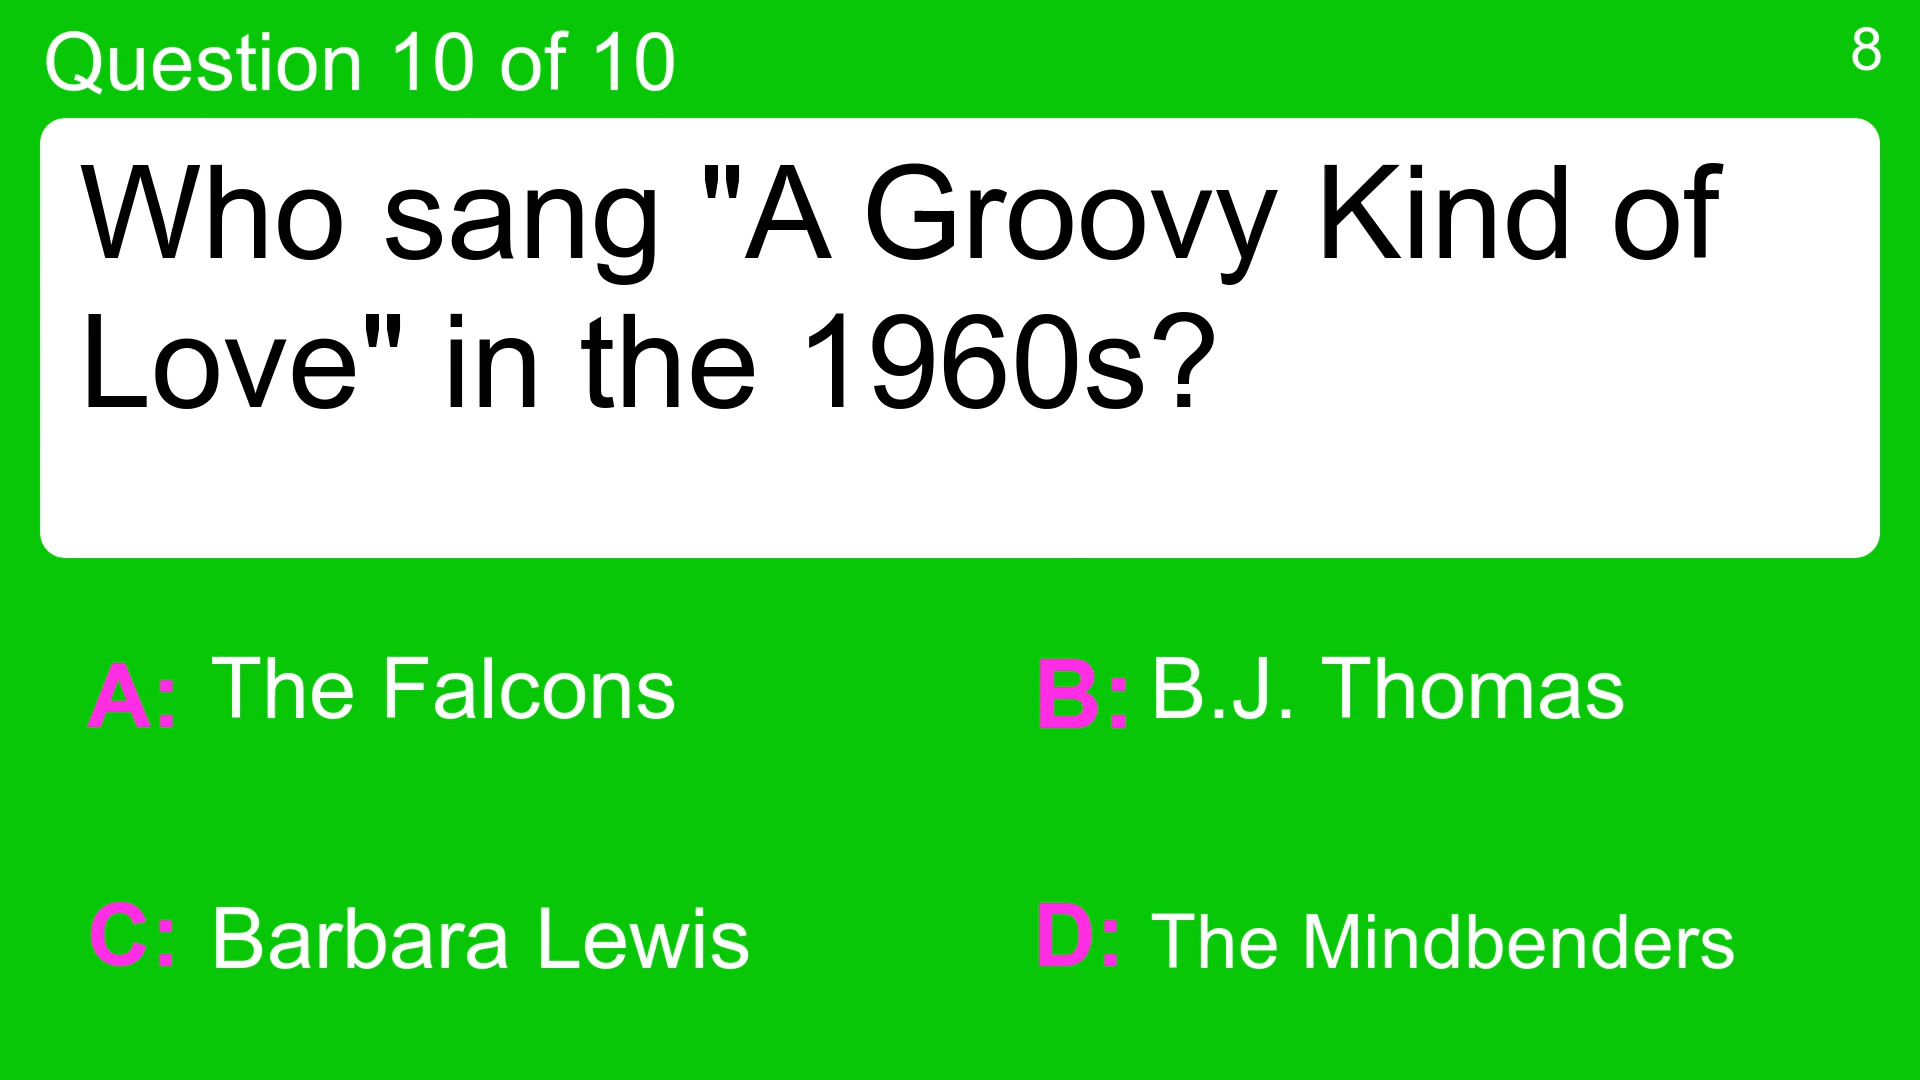 Question 10 of 10
8
Who sang "A Groovy Kind of
Love" in the 1960s?
A: The Falcons
B: B.J. Thomas
C: Barbara Lewis
D: The Mindbenders